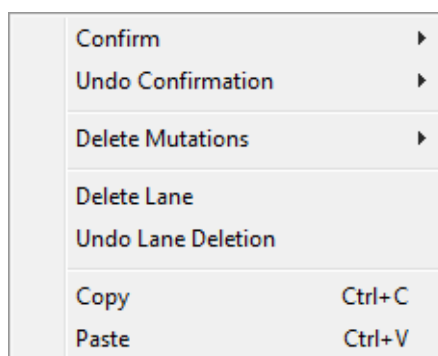 Confirm
Undo Confirmation
Delete Mutations
Delete Lane
Undo Lane Deletion
Copy Ctrl+C
Paste Ctrl+V